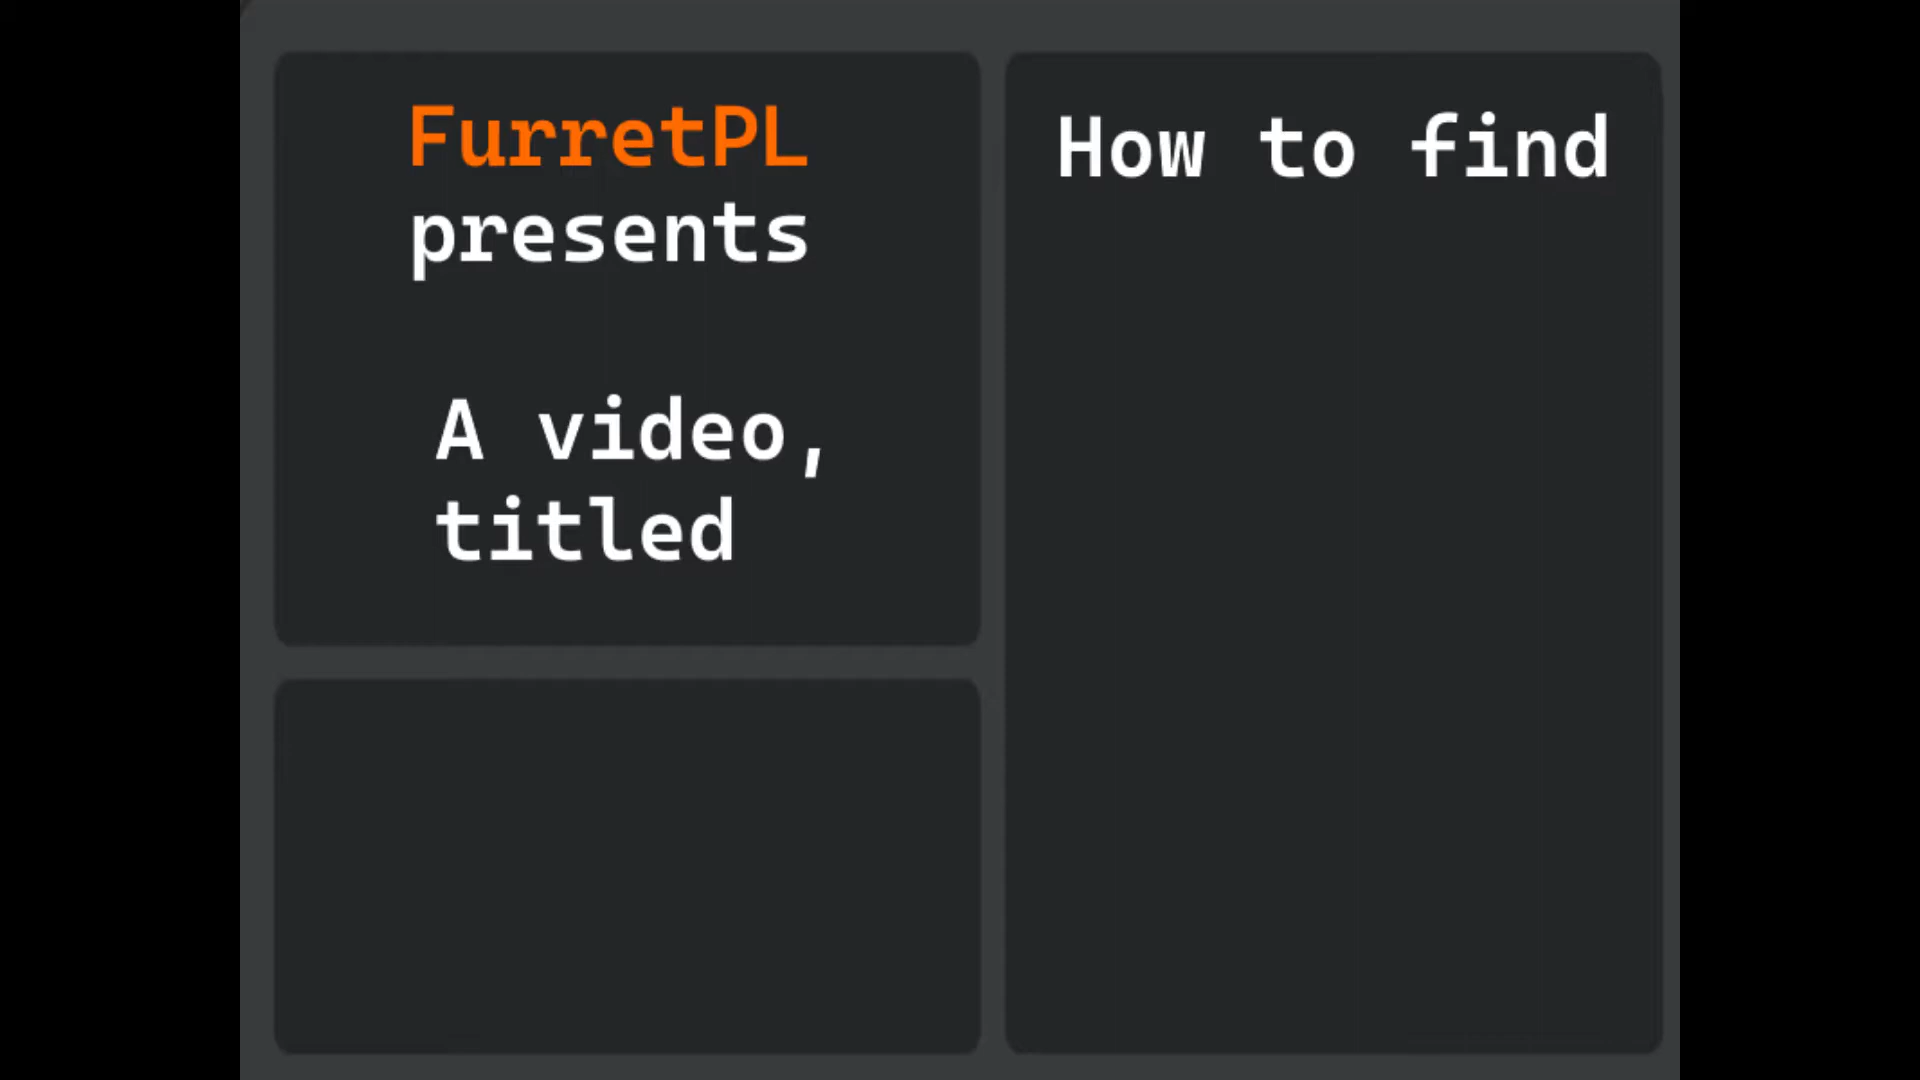 FurretPL
presents
A video,
titled
How to find